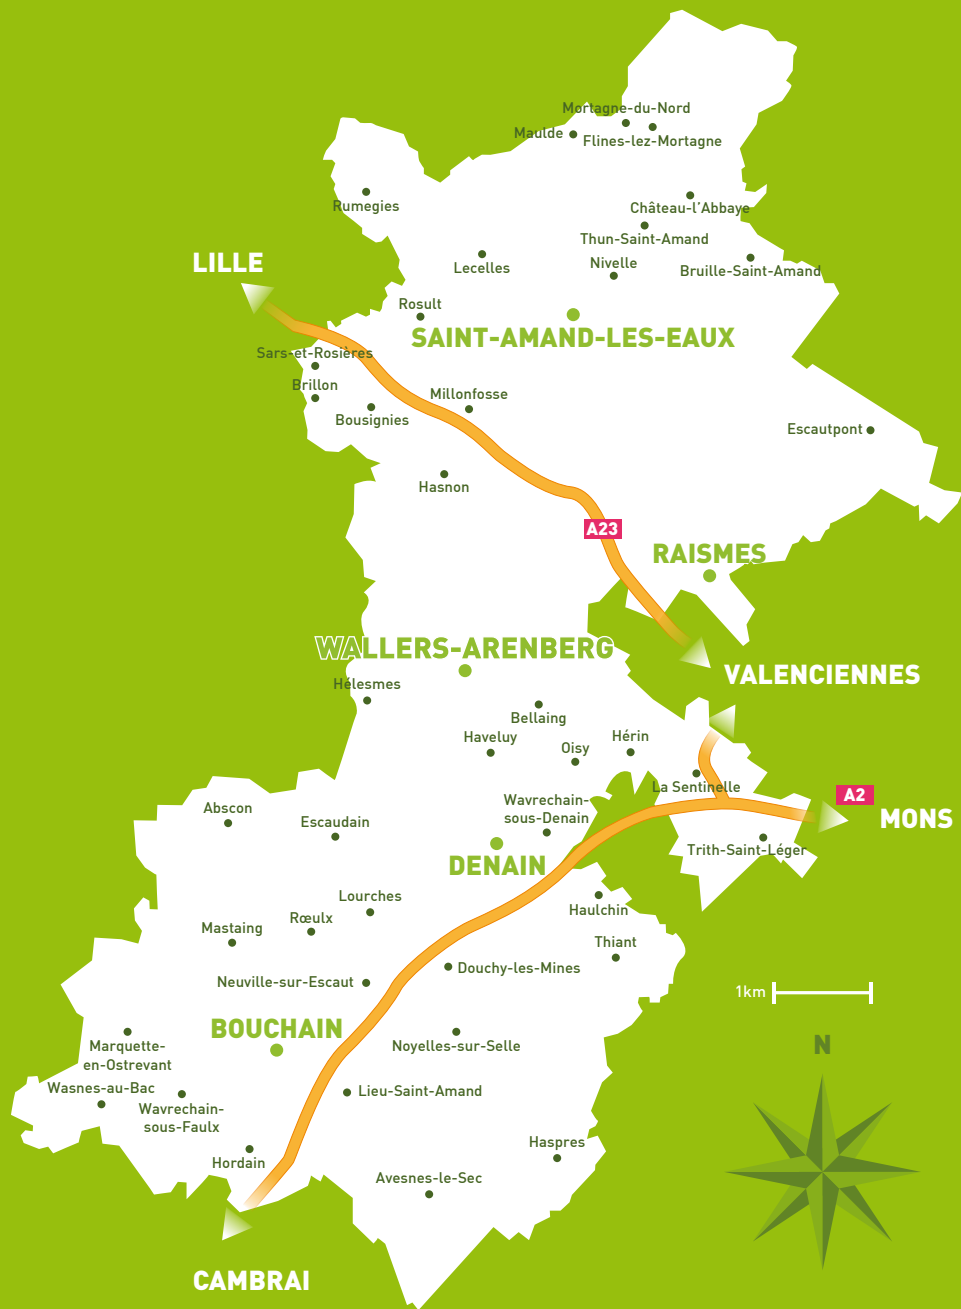 Mortagne-du-Nord
Maulde
Flines-lez-Mortagne
Rumegies
Château-l'Abbaye
Thun-Saint-Amand
LILLE
Lecelles
Nivelle
Bruille-Saint-Amand
Rosult
SAINT-AMAND-LES-EAUX
Sars-et-Rosières
Brillon
Millonfosse
Bousignies
Escautpont
Hasnon
A23
RAISMES
WALLERS-ARENBERG
VALENCIENNES
Hélesmes
Bellaing
Haveluy
Oisy
Hérin
La Sentinelle
A2
Wavrechain-
sous-Denain
Abscon
Escaudain
MONS
Trith-Saint-Léger
DENAIN
Lourches
Haulchin
Rœulx
Mastaing
Thiant
Douchy-les-Mines
Neuville-sur-Escaut
1km
BOUCHAIN
Marquette-
en-Ostrevant
Noyelles-sur-Selle
N
Wasnes-au-Bac
Lieu-Saint-Amand
Wavrechain-
sous-Faulx
Haspres
Hordain
Avesnes-le-Sec
CAMBRAI